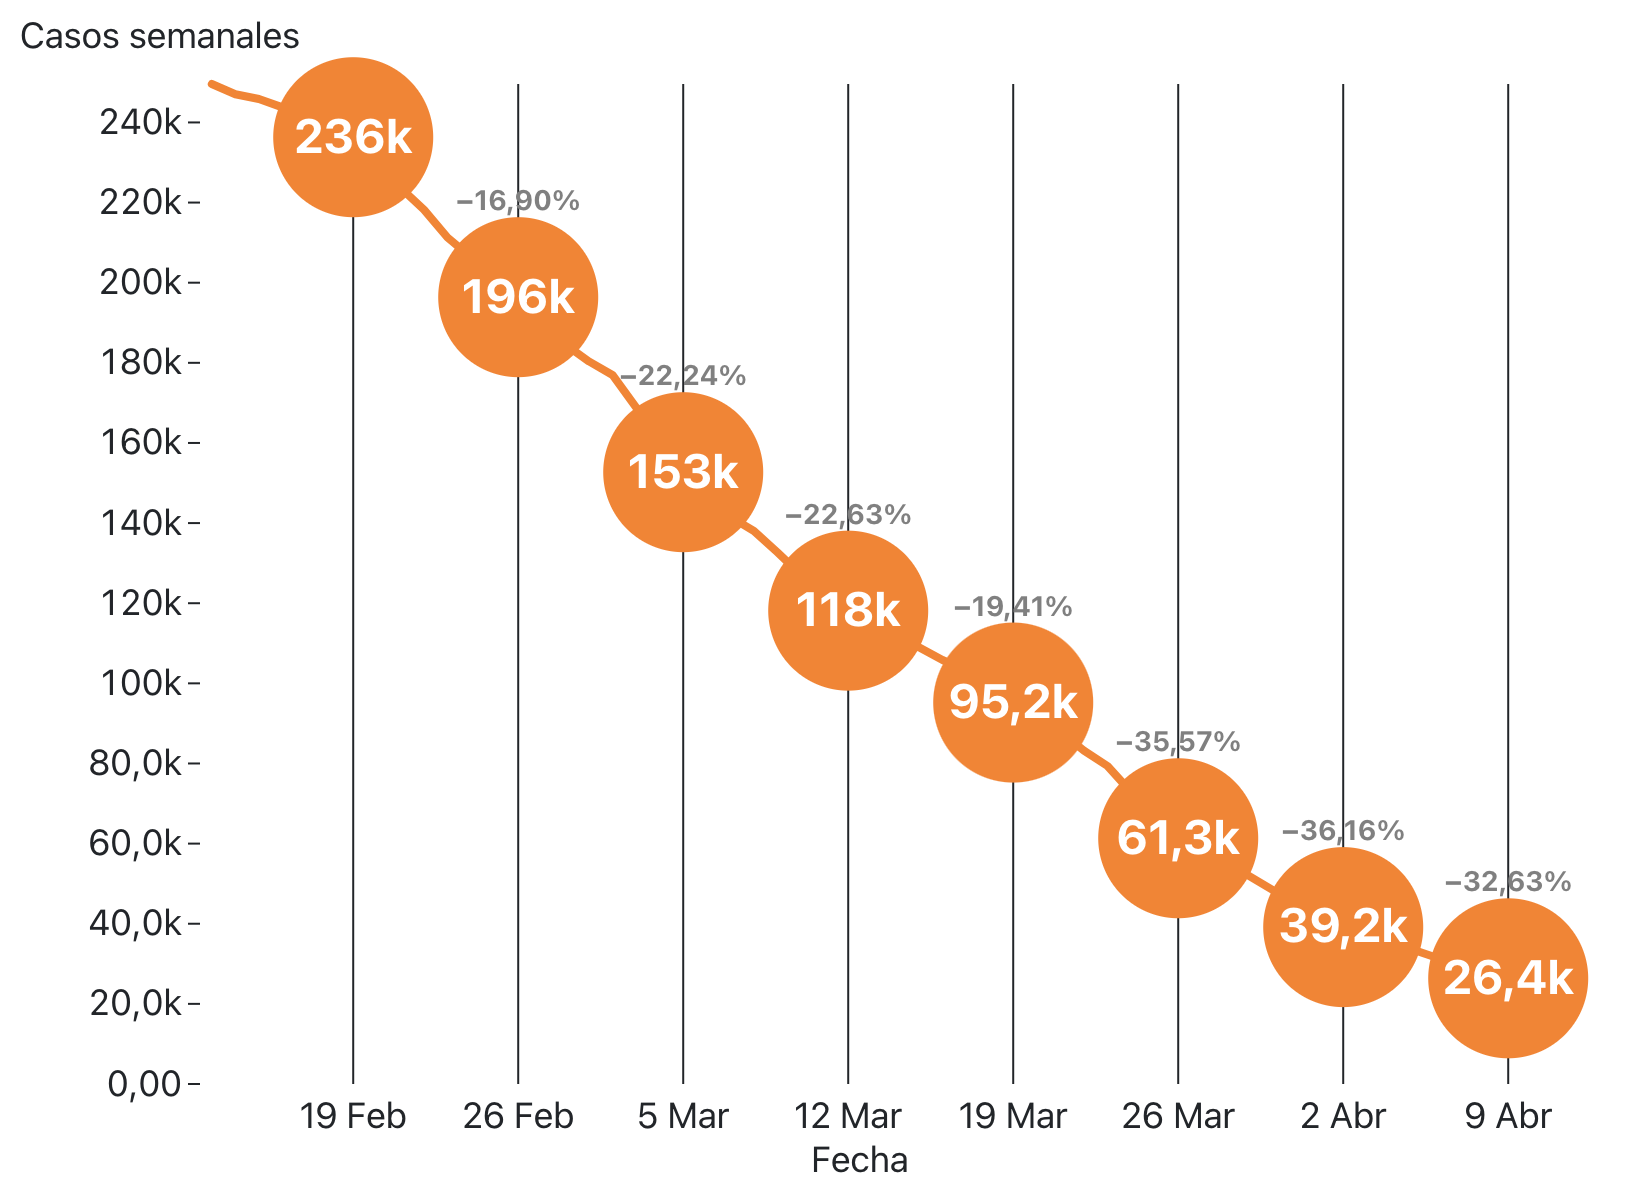 Casos semanales
240k
220k
200k
180k
160k
140k
120k
100k
80,0k
60,0k
40,0k
20,0k
0,00
236k
−16,90%
196k
−22,24%
153k
−22,63%
118k
−19,41%
95,2k
−35,57%
61,3k
−36,16%
39,2k
−32,63%
26,4k
19 Feb
26 Feb
5 Mar
12 Mar
19 Mar
26 Mar
2 Abr
9 Abr
Fecha